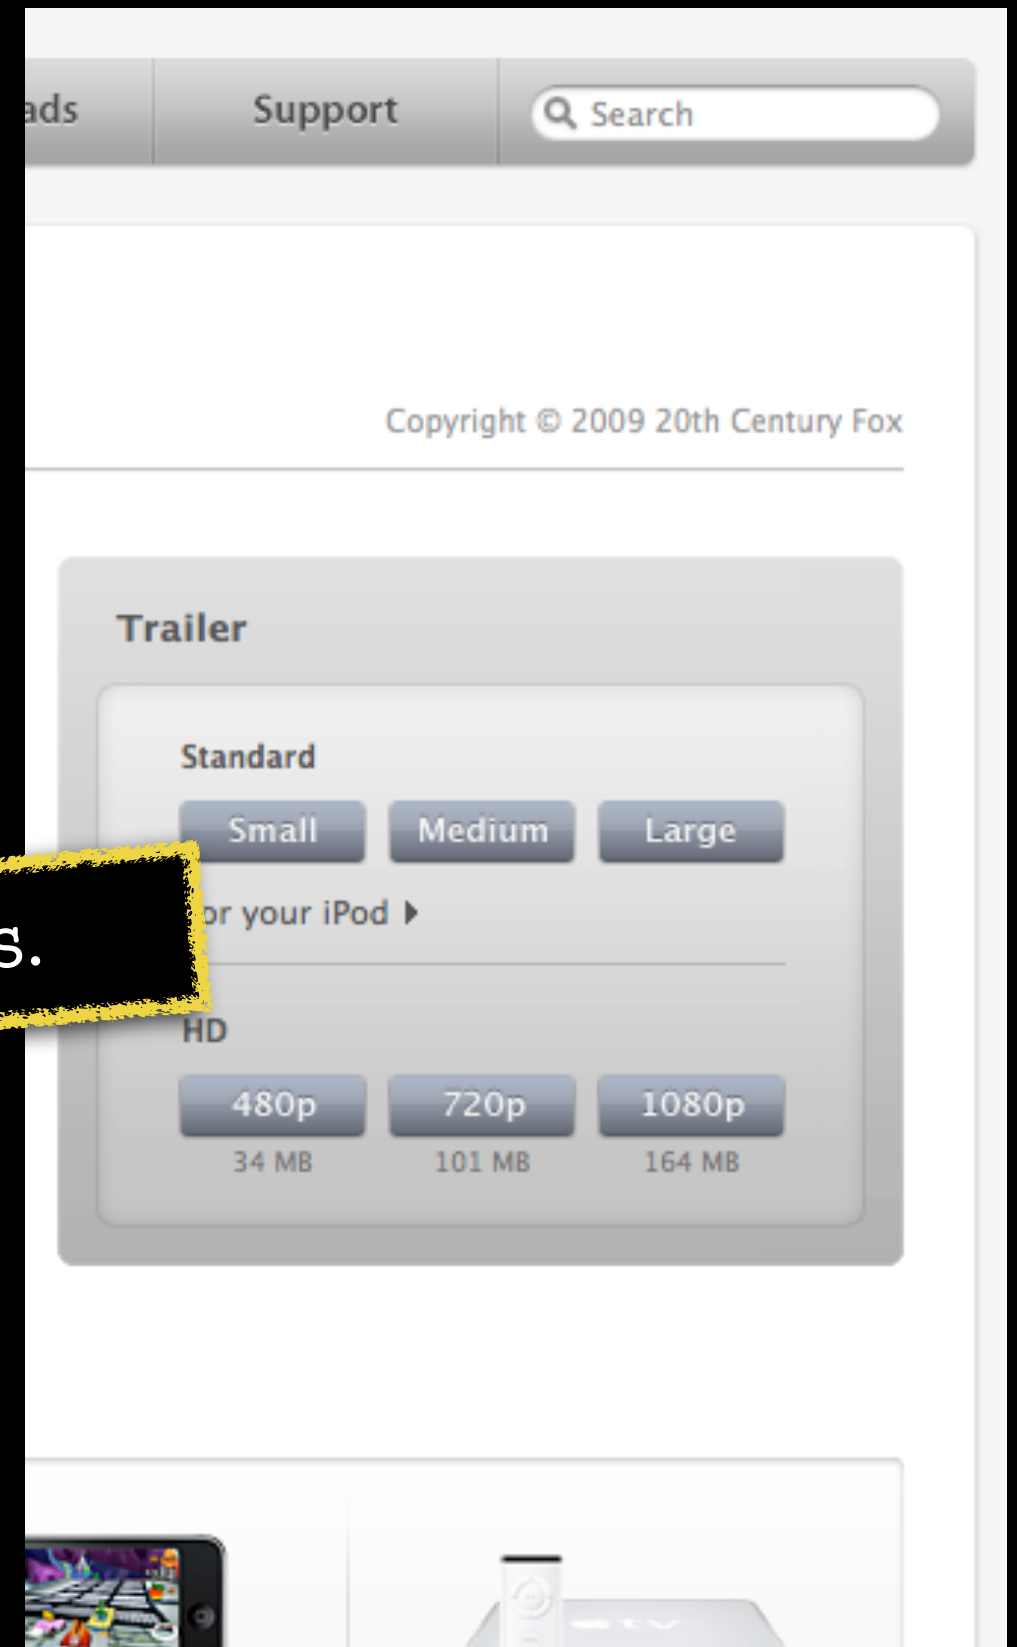 ads Support Search
Copyright © 2009 20th Century Fox
Trailer
Standard
Small Medium Large
or your iPod
s.
HD
480p 720p 1080p
34 MB 101 MB 164 MB
tv